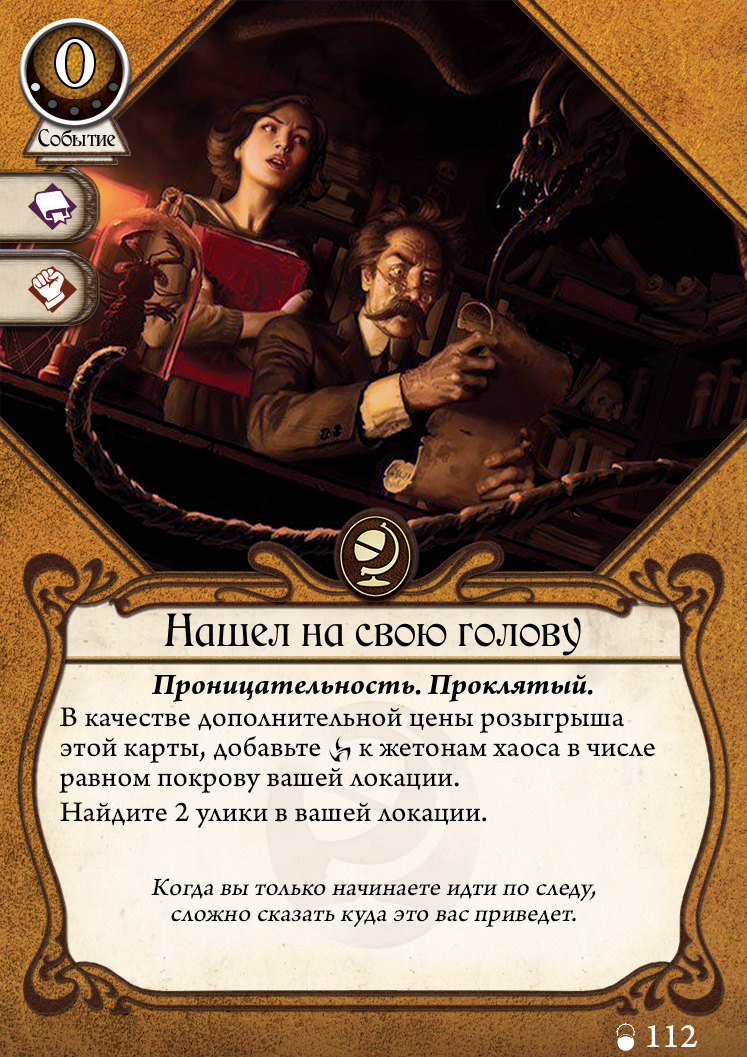 0
Событие
Нашел на свою голову
Проницательность. Проклятый.
В качестве дополнительной цены розыгрыша
этой карты, добавьте к жетонам хаоса в числе
равном покрову вашей локации.
Найдите 2 улики в вашей локации.
Когда вы только начинаете идти по следу,
сложно сказать куда это вас приведет.
112